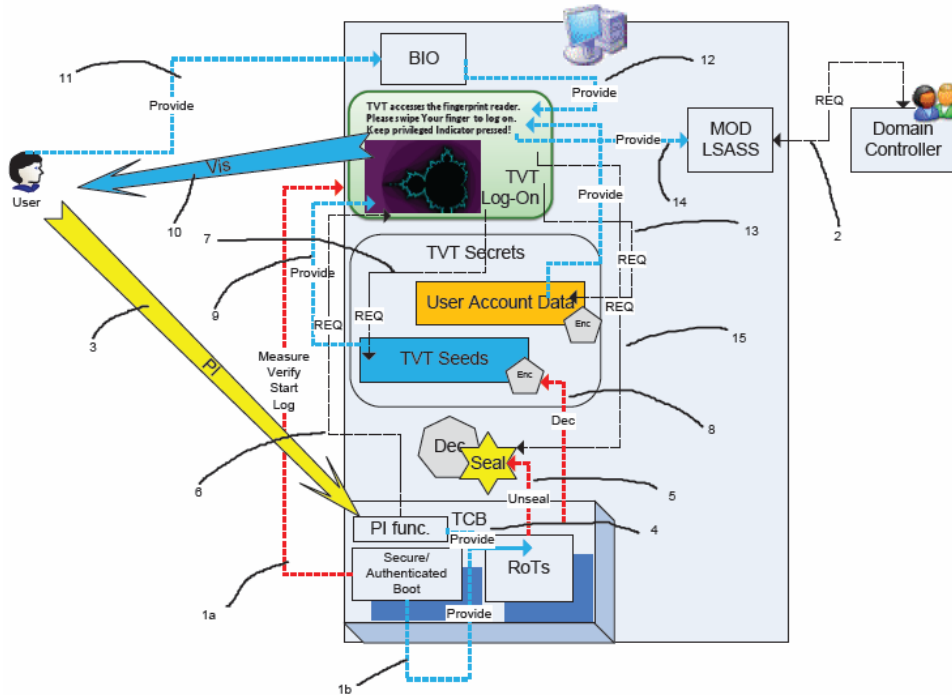 11
BIO
12
Provide
Provide
TVT accesses the fingerprint reader.
Please swipe Your finger to log on.
Keep privileged Indicator pressed!
REQ
Provide
MOD
LSASS
Domain
Controller
Vis
User
10
TVT
Log-On
Provide
14
2
7
13
TVT Secrets
Provide
REQ
9
User Account Data
REQ
Enc
REQ
REQ
3
15
TVT Seeds
Enc
Measure
Verify
Start
Log
PI
Dec
8
Dec
Seal
6
Unseal
5
PI func.
TCB
Provide
4
Secure/
Authenticated
Boot
RoTs
1a
Provide
1b